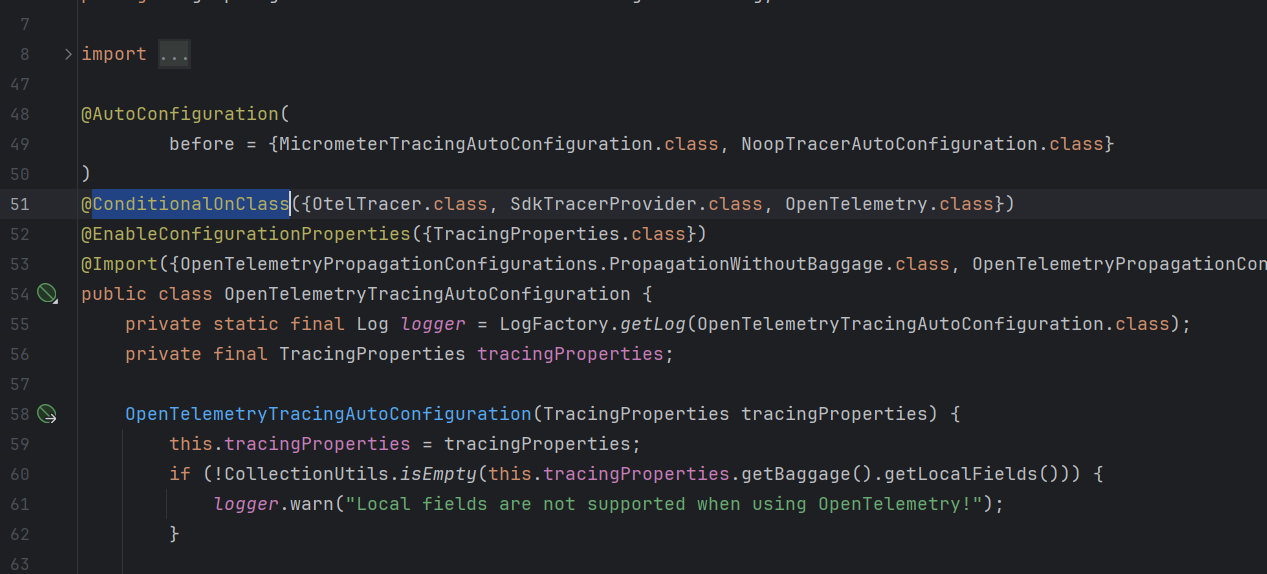 7
8 import ...
47
48 @AutoConfiguration(
49 before = {MicrometerTracingAutoConfiguration.class, NoopTracerAutoConfiguration.class}
50 )
51 @ConditionalOnClass({OtelTracer.class, SdkTracerProvider.class, OpenTelemetry.class})
52 @EnableConfigurationProperties({TracingProperties.class})
53 @Import({OpenTelemetryPropagationConfigurations.PropagationWithoutBaggage.class, OpenTelemetryPropagationCon
54 public class OpenTelemetryTracingAutoConfiguration {
55 private static final Log logger = LogFactory.getLog(OpenTelemetryTracingAutoConfiguration.class);
56 private final TracingProperties tracingProperties;
57
58 OpenTelemetryTracingAutoConfiguration(TracingProperties tracingProperties) {
59 this.tracingProperties = tracingProperties;
60 if (!CollectionUtils.isEmpty(this.tracingProperties.getBaggage().getLocalFields())) {
61 logger.warn("Local fields are not supported when using OpenTelemetry!");
62 }
63